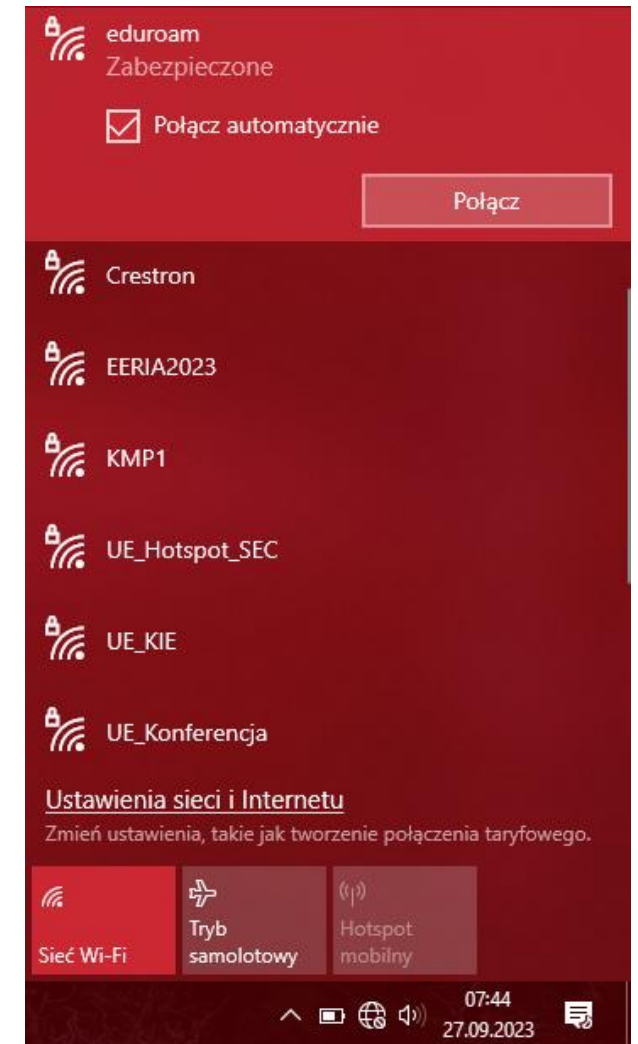 eduroam
Zabezpieczone
Połącz automatycznie
Połącz
Crestron
EERIA2023
KMP1
UE_Hotspot_SEC
UE_KIE
UE_Konferencja
Ustawienia sieci i Internetu
Zmień ustawienia, takie jak tworzenie połączenia taryfowego.
Sieć Wi-Fi
Tryb
samolotowy
Hotspot
mobilny
07:44
27.09.2023